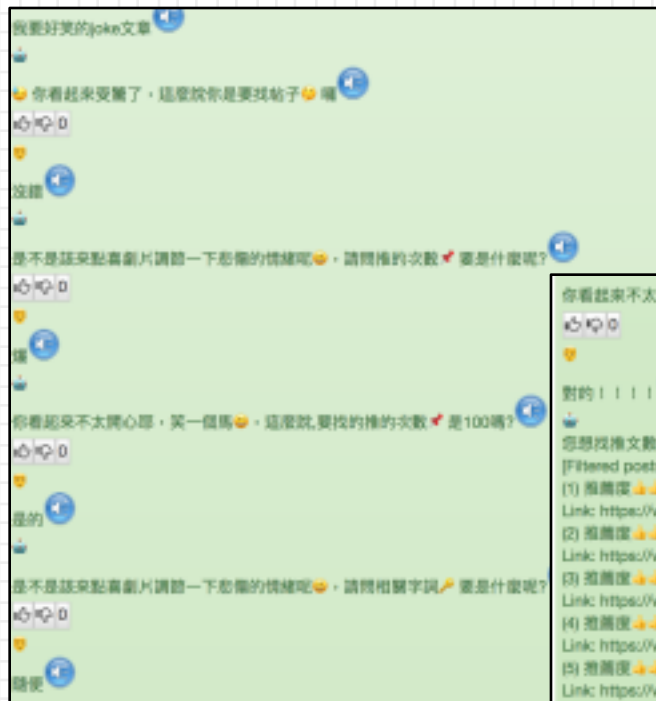 我要好笑的joke文章
你看起來受驚了，這麼說你是要找帖子 囉
0
沒錯
是不是該來點喜劇片調節一下悲傷的情緒呢，請問推的次數 要是什麼呢?
0
爆
你看起來不太開心耶，笑一個馬，這麼說,要找的推的次數 是100嗎?
0
是的
是不是該來點喜劇片調節一下悲傷的情緒呢，請問相關字詞 要是什麼呢?
0
隨便
你看起來不太
0
對的！！！！
您想找推文數
[Filtered post
(1) 推薦度
Link: https://
(2) 推薦度
Link: https://
(3) 推薦度
Link: https://
(4) 推薦度
Link: https://
(5) 推薦度
Link: https://